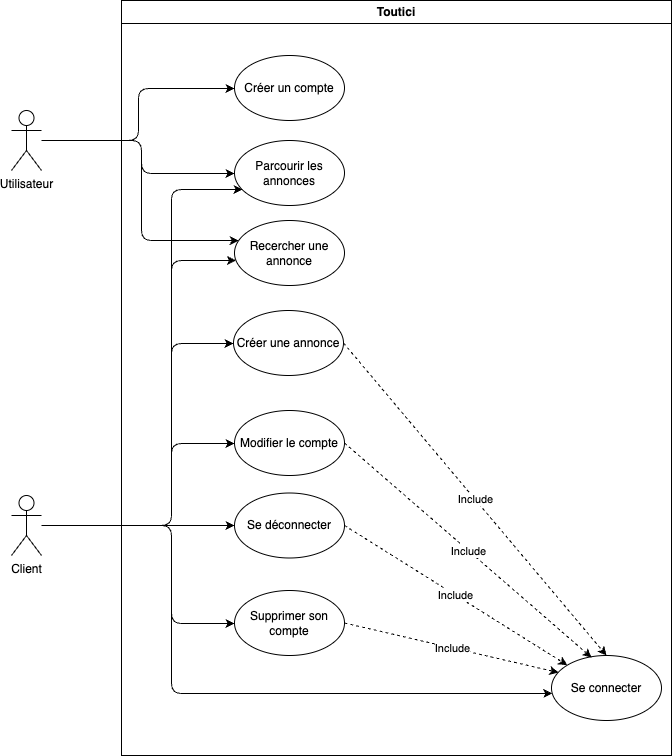 Toutici
Créer un compte
Utilisateur
Parcourir les
annonces
Recercher une
annonce
Créer une annonce
Modifier le compte
Include
Se déconnecter
Include
Client
Include
Supprimer son
compte
Include
Se connecter